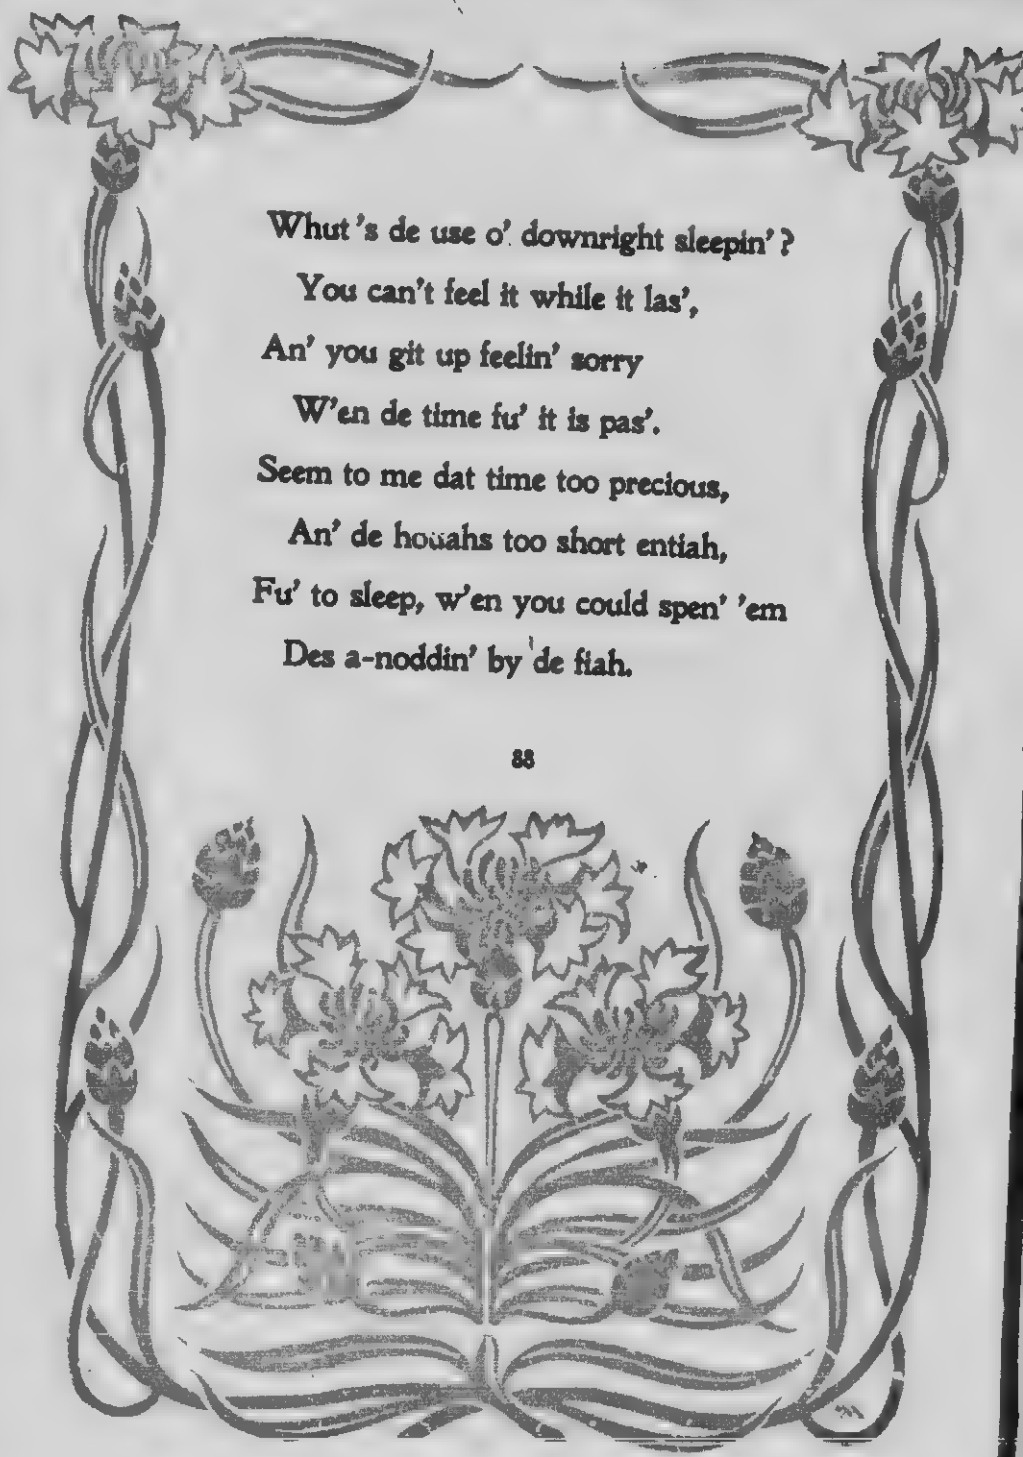 Whut 's de use o' downright sleepin' ?
You can't feel it while it las',
An' you git up feelin' sorry
W'en de time fu' it is pas'.
Seem to me dat time too precious,
An' de houahs too short entiah,
Fu' to sleep, w'en you could spen' 'em
Des a-noddin' by de fiah.
88